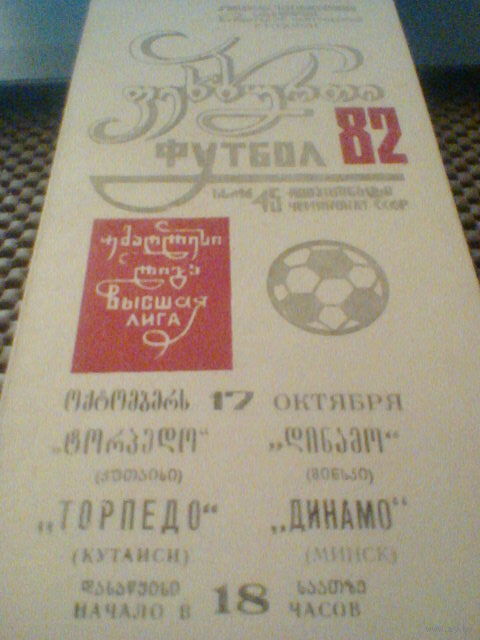 ფეხბურთი
ФУТБОЛ 82
45 ЧЕМПИОНАТ СССР
უმაღლესი
ლიგა
ВЫСШАЯ
ЛИГА
ოქტომბერს 17 ОКТЯБРЯ
„ტორპედო“ „დინამო“
(ქუთაისი) (მინსკი)
„ТОРПЕДО“ „ДИНАМО“
(КУТАИСИ) (МИНСК)
დასაწყისი 18 საათზე
НАЧАЛО В ЧАСОВ